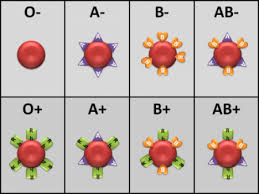 O- A- B- AB-
O+ A+ B+ AB+